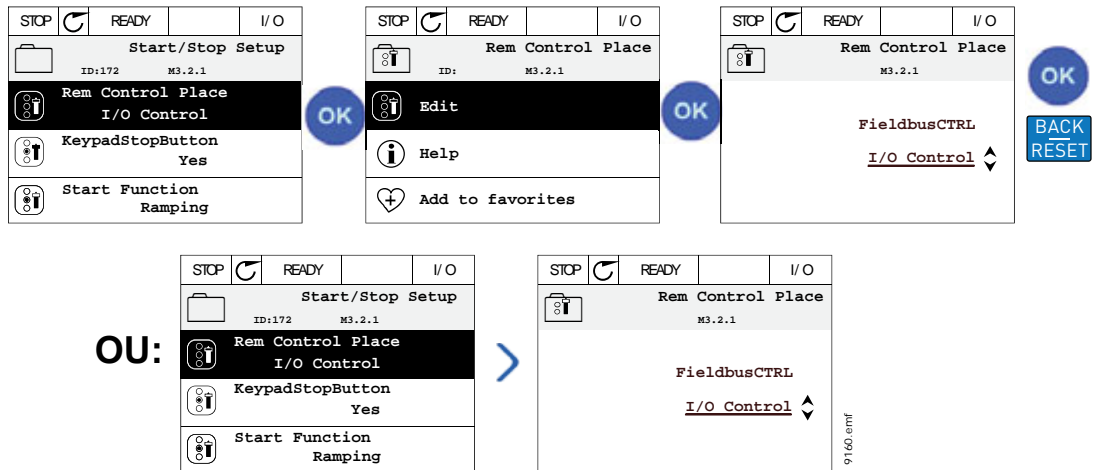 STOP READY I/O
Start/Stop Setup
ID:172 M3.2.1
Rem Control Place
I/O Control
KeypadStopButton
Yes
Start Function
Ramping
OK
STOP READY I/O
Rem Control Place
ID: M3.2.1
Edit
Help
Add to favorites
OK
STOP READY I/O
Rem Control Place
M3.2.1
FieldbusCTRL
I/O Control
OK
BACK
RESET
OU:
STOP READY I/O
Start/Stop Setup
ID:172 M3.2.1
Rem Control Place
I/O Control
KeypadStopButton
Yes
Start Function
Ramping
STOP READY I/O
Rem Control Place
M3.2.1
FieldbusCTRL
I/O Control
9160.emf